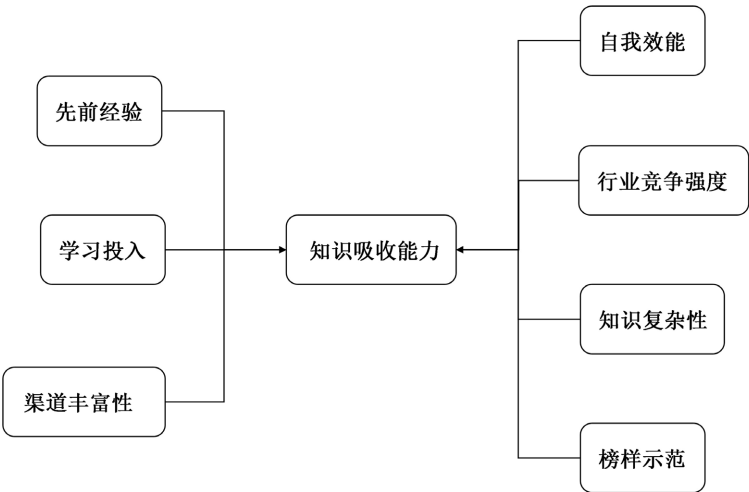 先前经验
学习投入
渠道丰富性
知识吸收能力
自我效能
行业竞争强度
知识复杂性
榜样示范